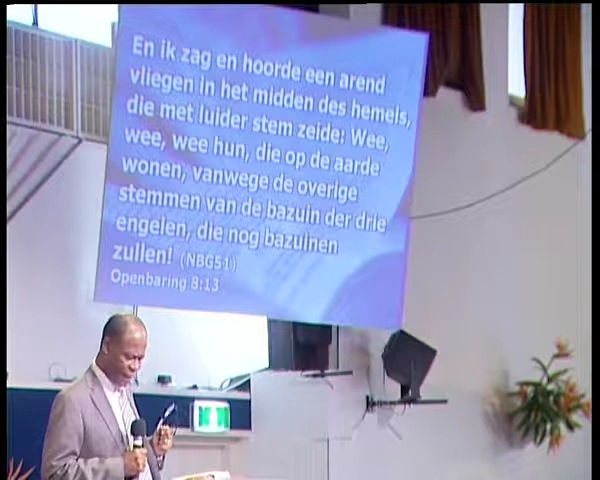 En ik zag en hoorde een arend
vliegen in het midden des hemels,
die met luider stem zeide: Wee,
wee, wee hun, die op de aarde
wonen, vanwege de overige
stemmen van de bazuin der drie
engelen, die nog bazuinen
zullen! (NBG51)
Openbaring 8:13